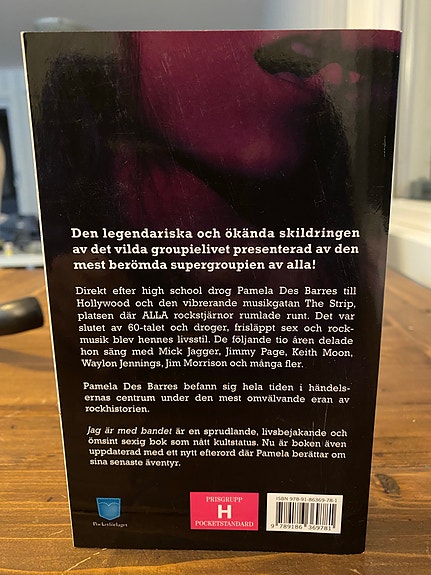 Den legendariska och ökända skildringen
av det vilda groupielivet presenterad av den
mest berömda supergroupien av alla!
Direkt efter high school drog Pamela Des Barres till
Hollywood och den vibrerande musikgatan The Strip,
platsen där ALLA rockstjärnor rumlade runt. Det var
slutet av 60-talet och droger, frisläppt sex och rock-
musik blev hennes livsstil. De följande tio åren delade
hon säng med Mick Jagger, Jimmy Page, Keith Moon,
Waylon Jennings, Jim Morrison och många fler.
Pamela Des Barres befann sig hela tiden i händels-
ernas centrum under den mest omvälvande eran av
rockhistorien.
Jag är med bandet är en sprudlande, livsbejakande och
ömsint sexig bok som nått kultstatus. Nu är boken även
uppdaterad med ett nytt efterord där Pamela berättar om
sina senaste äventyr.
Pocketförlaget
PRISGRUPP
H
POCKETSTANDARD
ISBN 978-91-86369-78-1
9 789186 369781